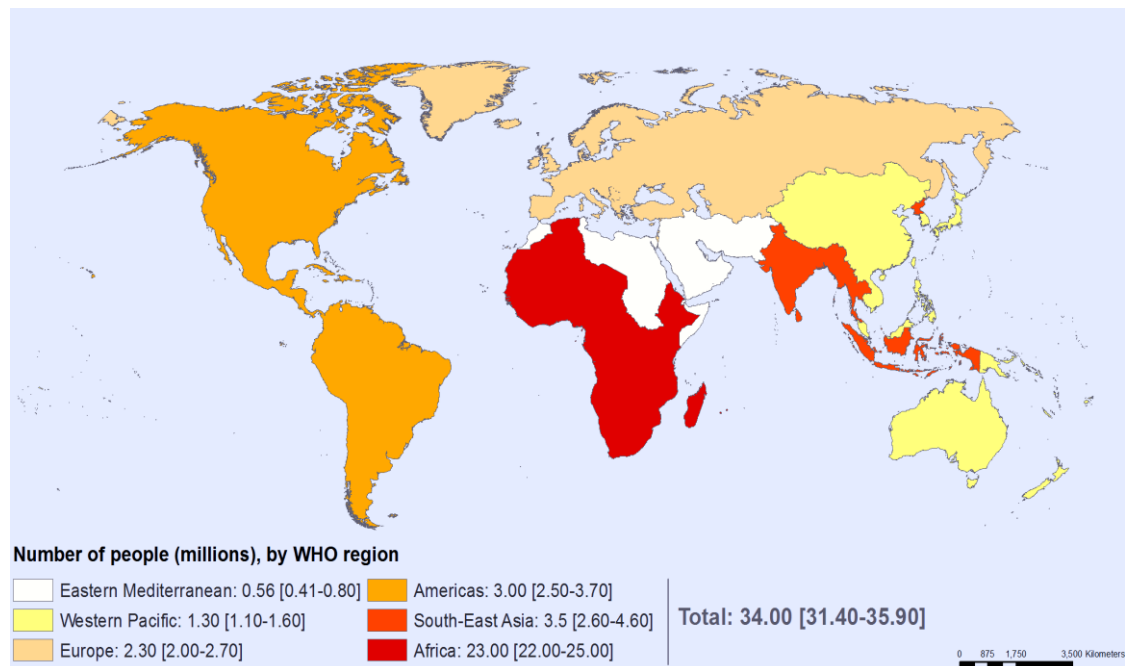 Number of people (millions), by WHO region
Eastern Mediterranean: 0.56 [0.41-0.80]
Western Pacific: 1.30 [1.10-1.60]
Europe: 2.30 [2.00-2.70]
Americas: 3.00 [2.50-3.70]
South-East Asia: 3.5 [2.60-4.60]
Africa: 23.00 [22.00-25.00]
Total: 34.00 [31.40-35.90]
0 875 1,750 3,500 Kilometers